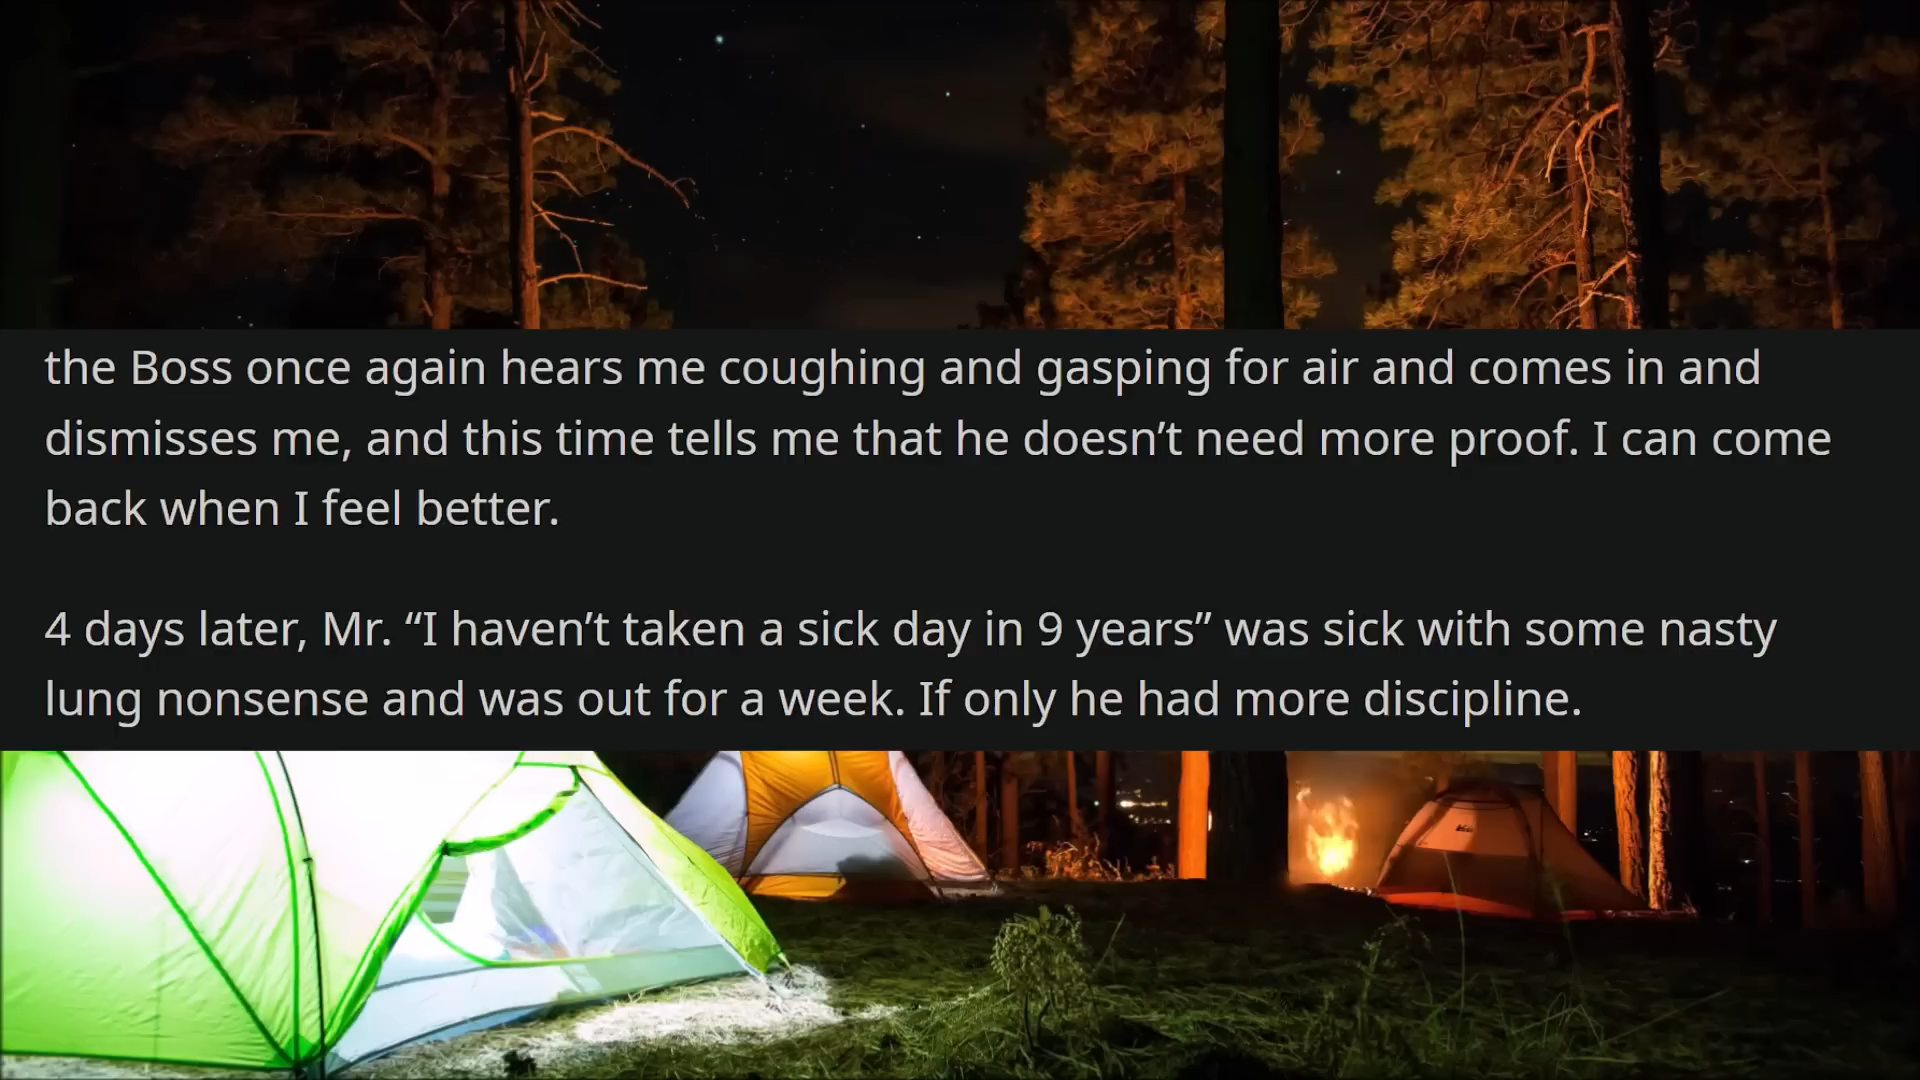 the Boss once again hears me coughing and gasping for air and comes in and
dismisses me, and this time tells me that he doesn’t need more proof. I can come
back when I feel better.
4 days later, Mr. “I haven’t taken a sick day in 9 years” was sick with some nasty
lung nonsense and was out for a week. If only he had more discipline.